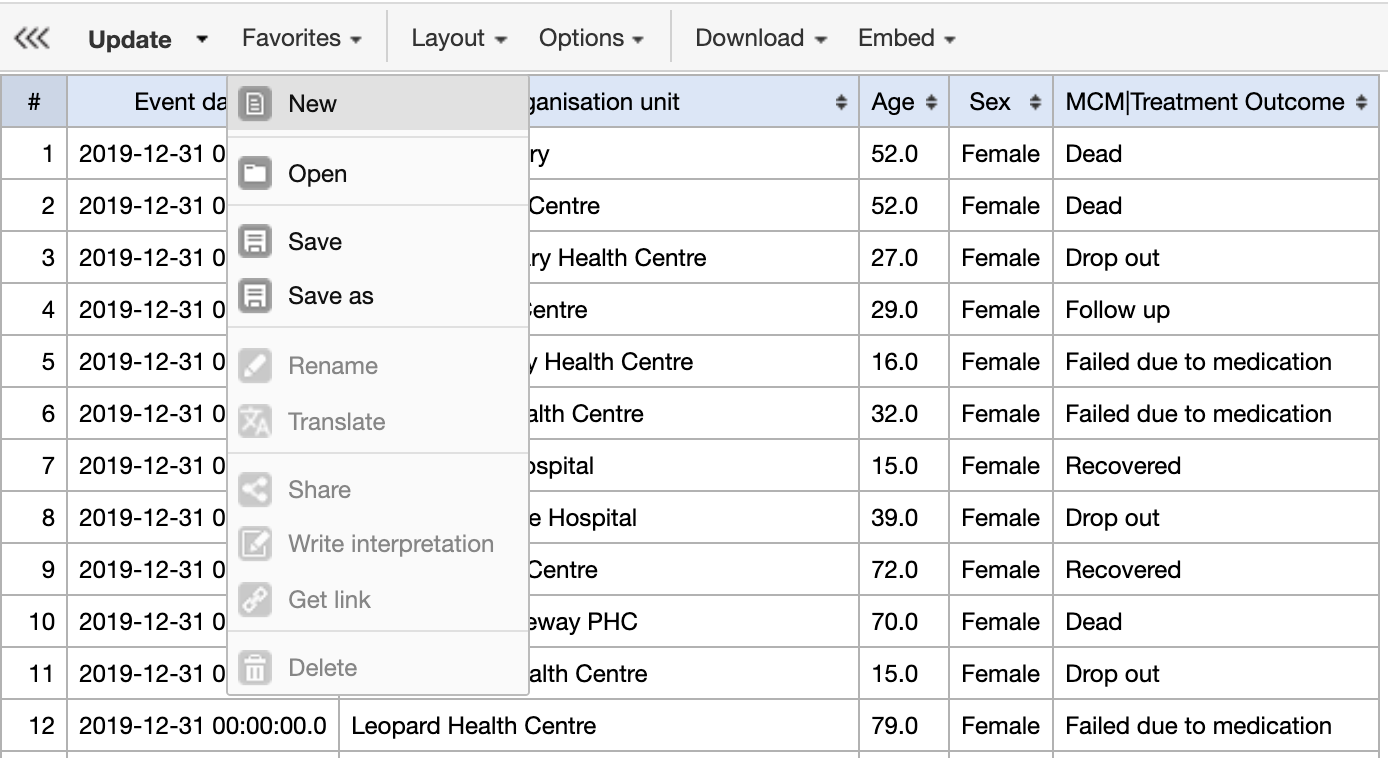 Update Favorites Layout Options Download Embed
# Event da ganisation unit Age Sex MCM|Treatment Outcome
New
1 2019-12-31 0 ry 52.0 Female Dead
Open
2 2019-12-31 0 Centre 52.0 Female Dead
Save
3 2019-12-31 0 ry Health Centre 27.0 Female Drop out
Save as
4 2019-12-31 0 entre 29.0 Female Follow up
Rename
5 2019-12-31 0 y Health Centre 16.0 Female Failed due to medication
Translate
6 2019-12-31 0 alth Centre 32.0 Female Failed due to medication
7 2019-12-31 0 ospital 15.0 Female Recovered
Share
8 2019-12-31 0 e Hospital 39.0 Female Drop out
Write interpretation
9 2019-12-31 0 Centre 72.0 Female Recovered
Get link
10 2019-12-31 0 eway PHC 70.0 Female Dead
Delete
11 2019-12-31 0 alth Centre 15.0 Female Drop out
12 2019-12-31 00:00:00.0 Leopard Health Centre 79.0 Female Failed due to medication